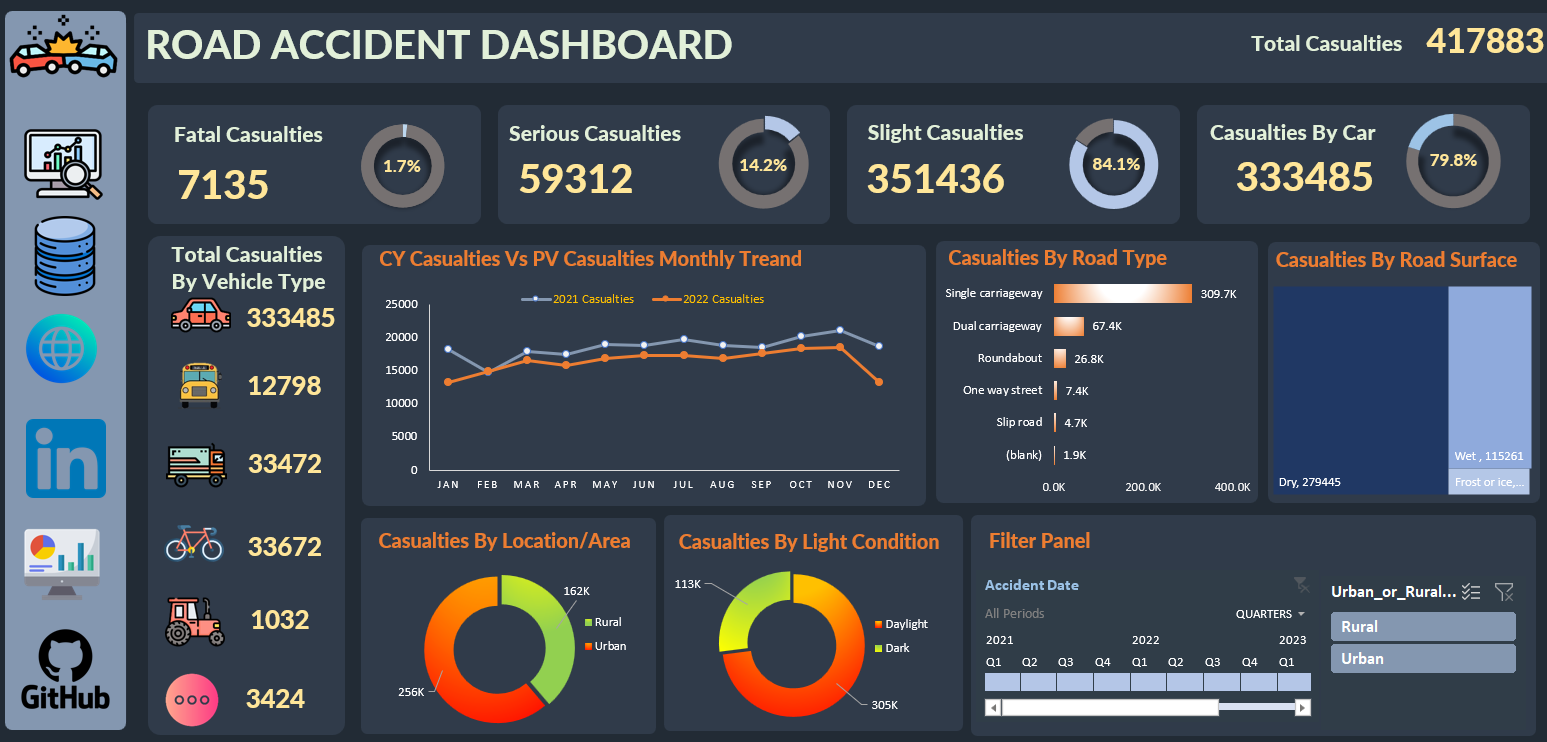 ROAD ACCIDENT DASHBOARD
Total Casualties 417883
Fatal Casualties
7135
1.7%
Serious Casualties
59312
14.2%
Slight Casualties
351436
84.1%
Casualties By Car
333485
79.8%
Total Casualties
By Vehicle Type
333485
12798
33472
33672
1032
3424
CY Casualties Vs PV Casualties Monthly Treand
2021 Casualties 2022 Casualties
25000
20000
15000
10000
5000
0
JAN FEB MAR APR MAY JUN JUL AUG SEP OCT NOV DEC
Casualties By Road Type
Single carriageway 309.7K
Dual carriageway 67.4K
Roundabout 26.8K
One way street 7.4K
Slip road 4.7K
(blank) 1.9K
0.0K 200.0K 400.0K
Casualties By Road Surface
Dry, 279445
Wet , 115261
Frost or ice,...
Casualties By Location/Area
162K
256K
Rural
Urban
Casualties By Light Condition
113K
305K
Daylight
Dark
Filter Panel
Accident Date
All Periods QUARTERS
2021 2022 2023
Q1 Q2 Q3 Q4 Q1 Q2 Q3 Q4 Q1
Urban_or_Rural...
Rural
Urban
in
GitHub